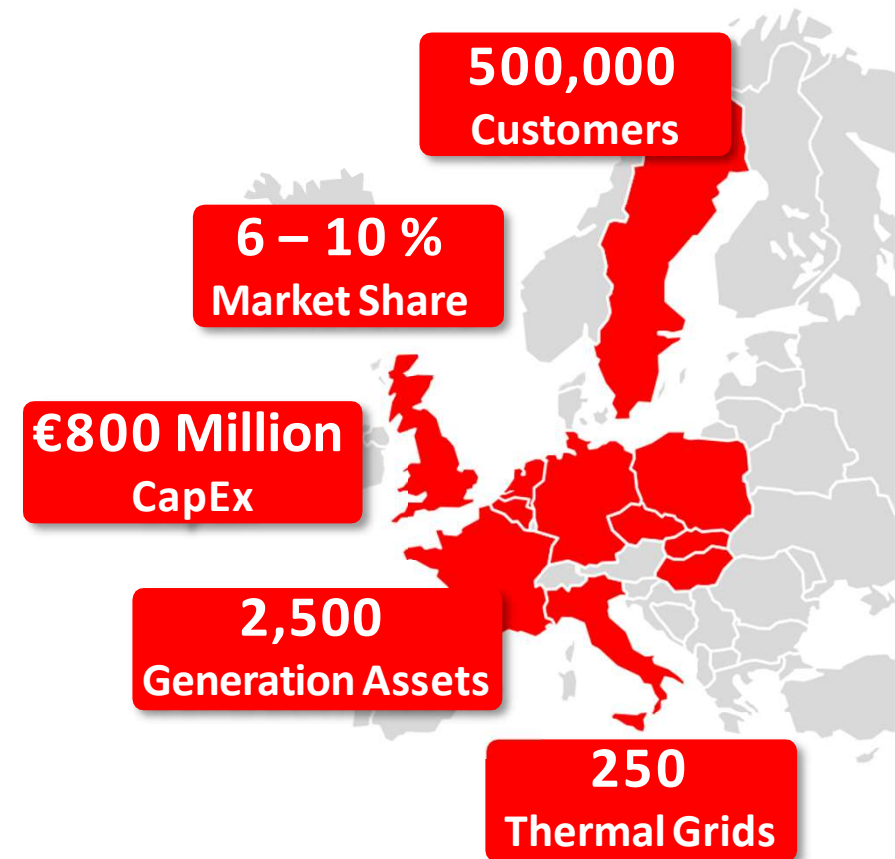 500,000
Customers
6 – 10 %
Market Share
€800 Million
CapEx
2,500
Generation Assets
250
Thermal Grids